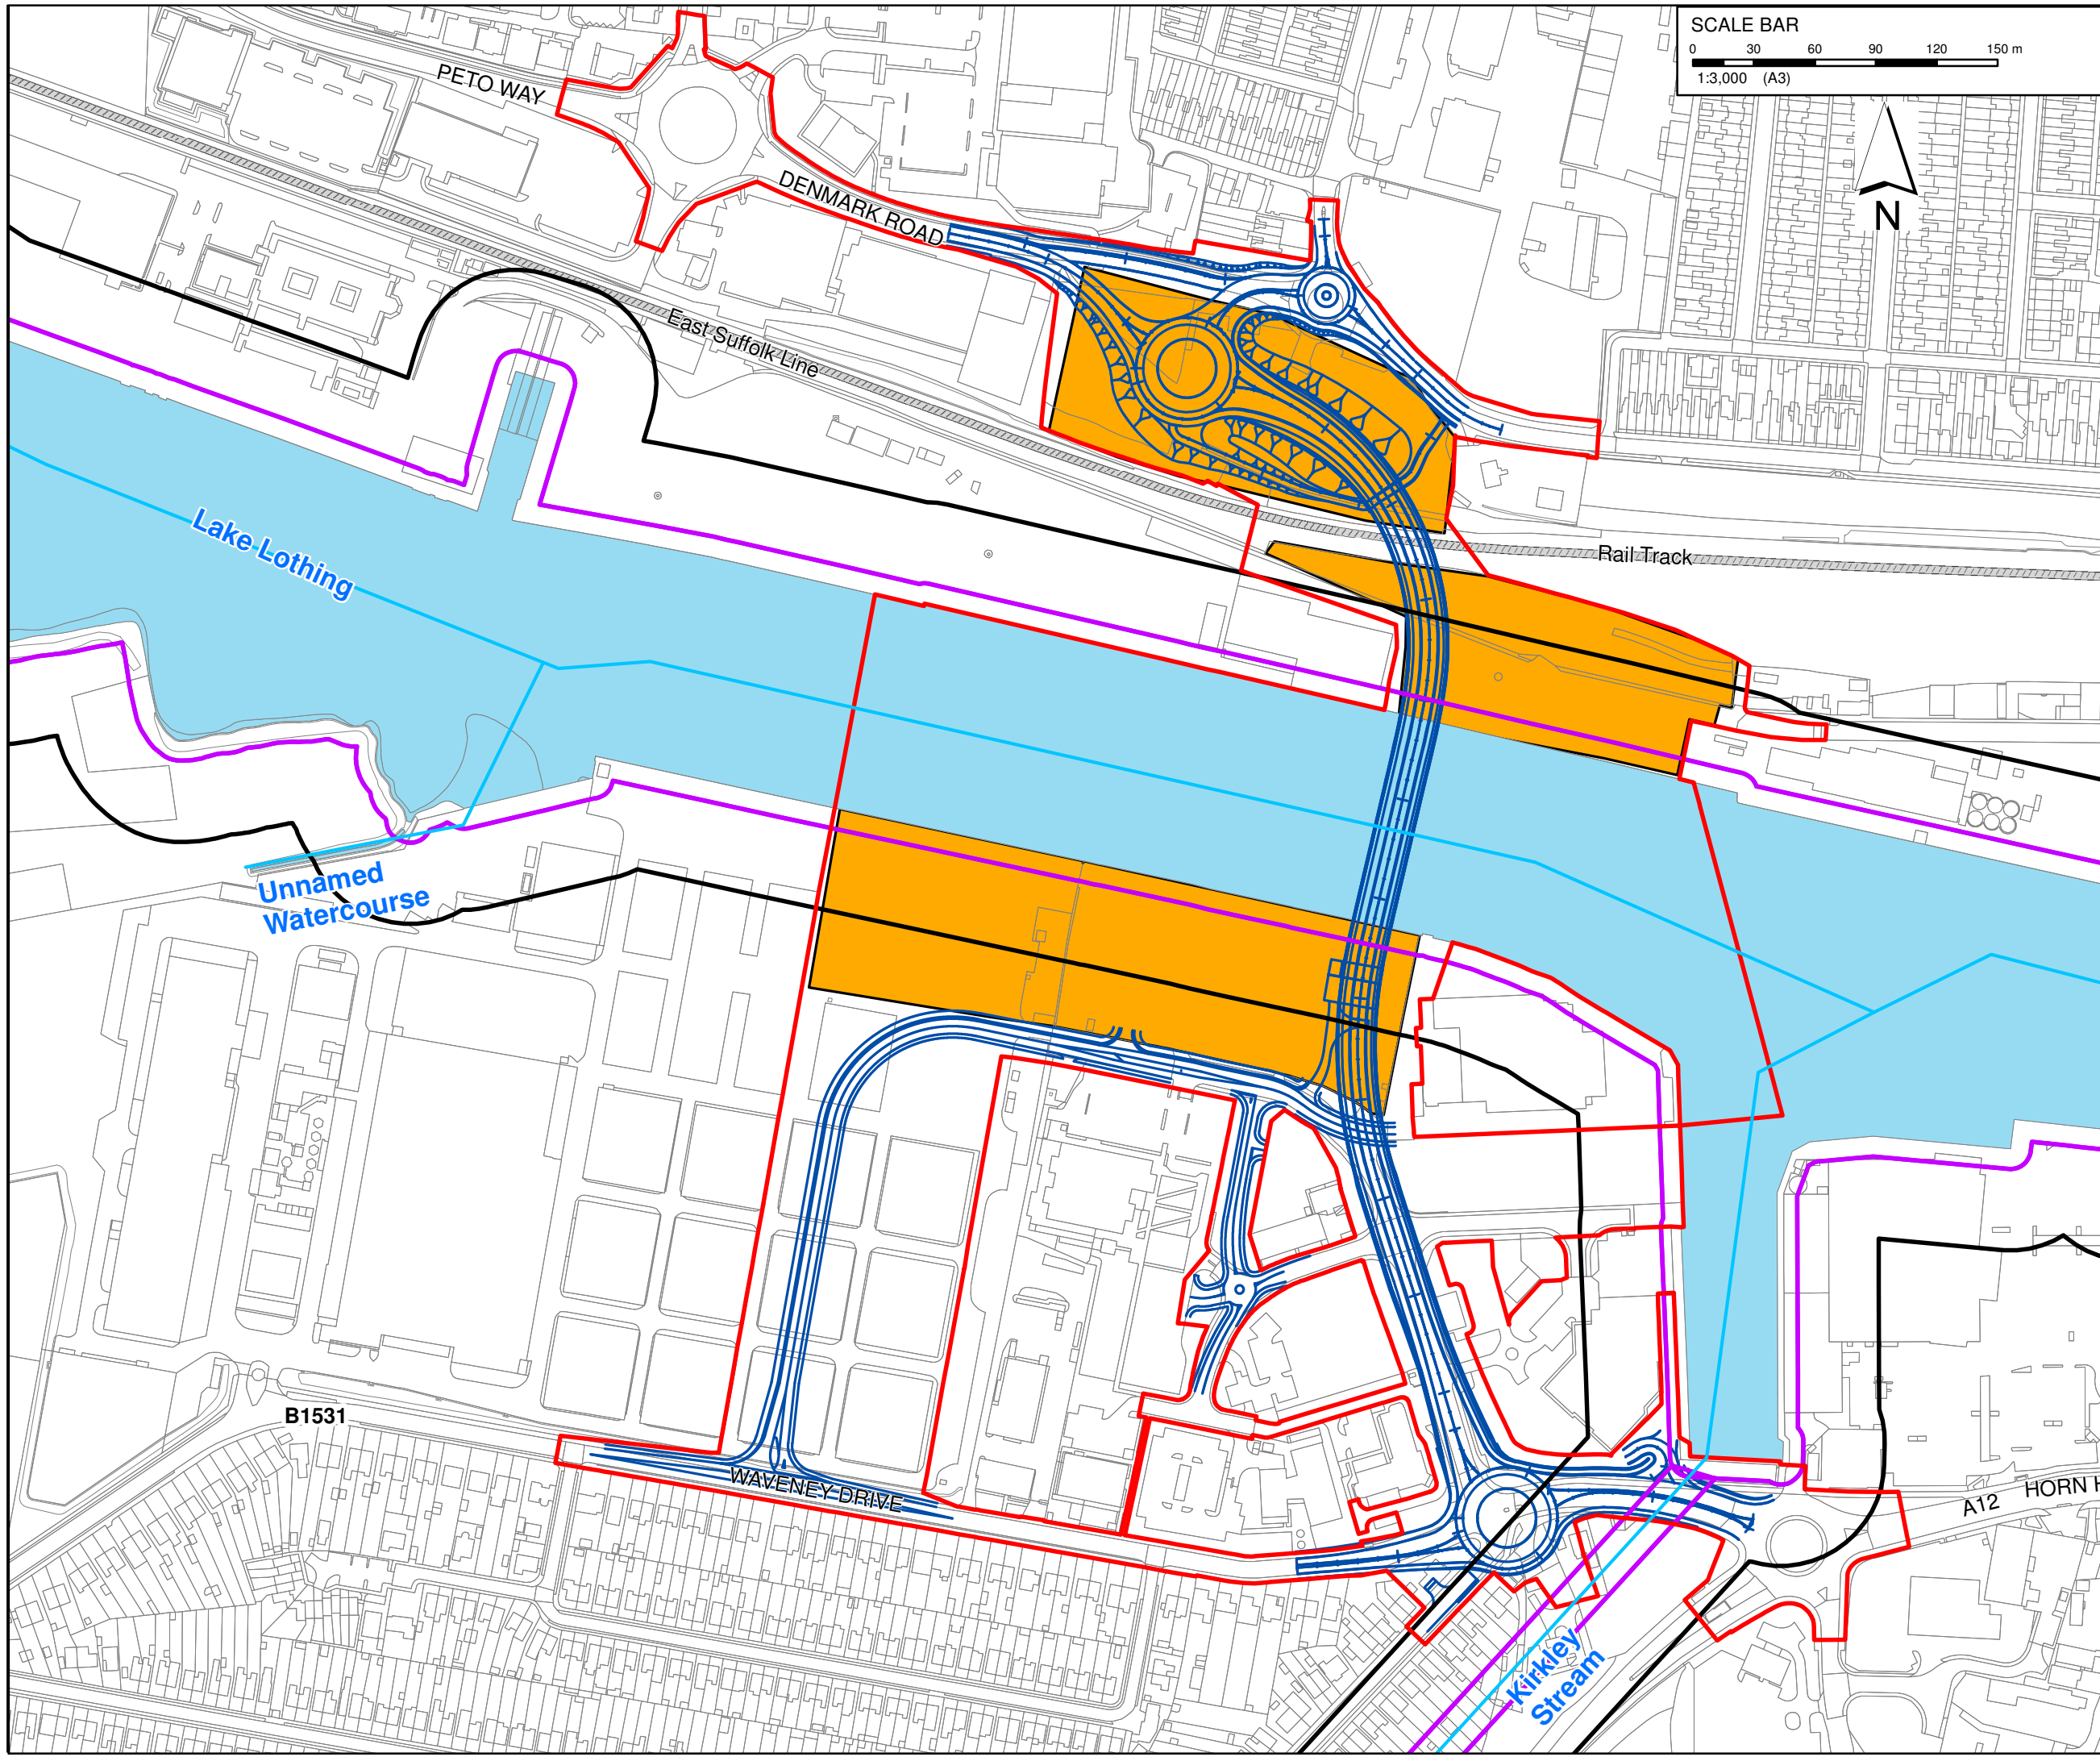 SCALE BAR
0 30 60 90 120 150 m
1:3,000 (A3)
N
PETO WAY
DENMARK ROAD
East Suffolk Line
Rail Track
Lake Lothing
Unnamed
Watercourse
B1531
WAVENEY DRIVE
A12 HORN H
Kirkley
Stream